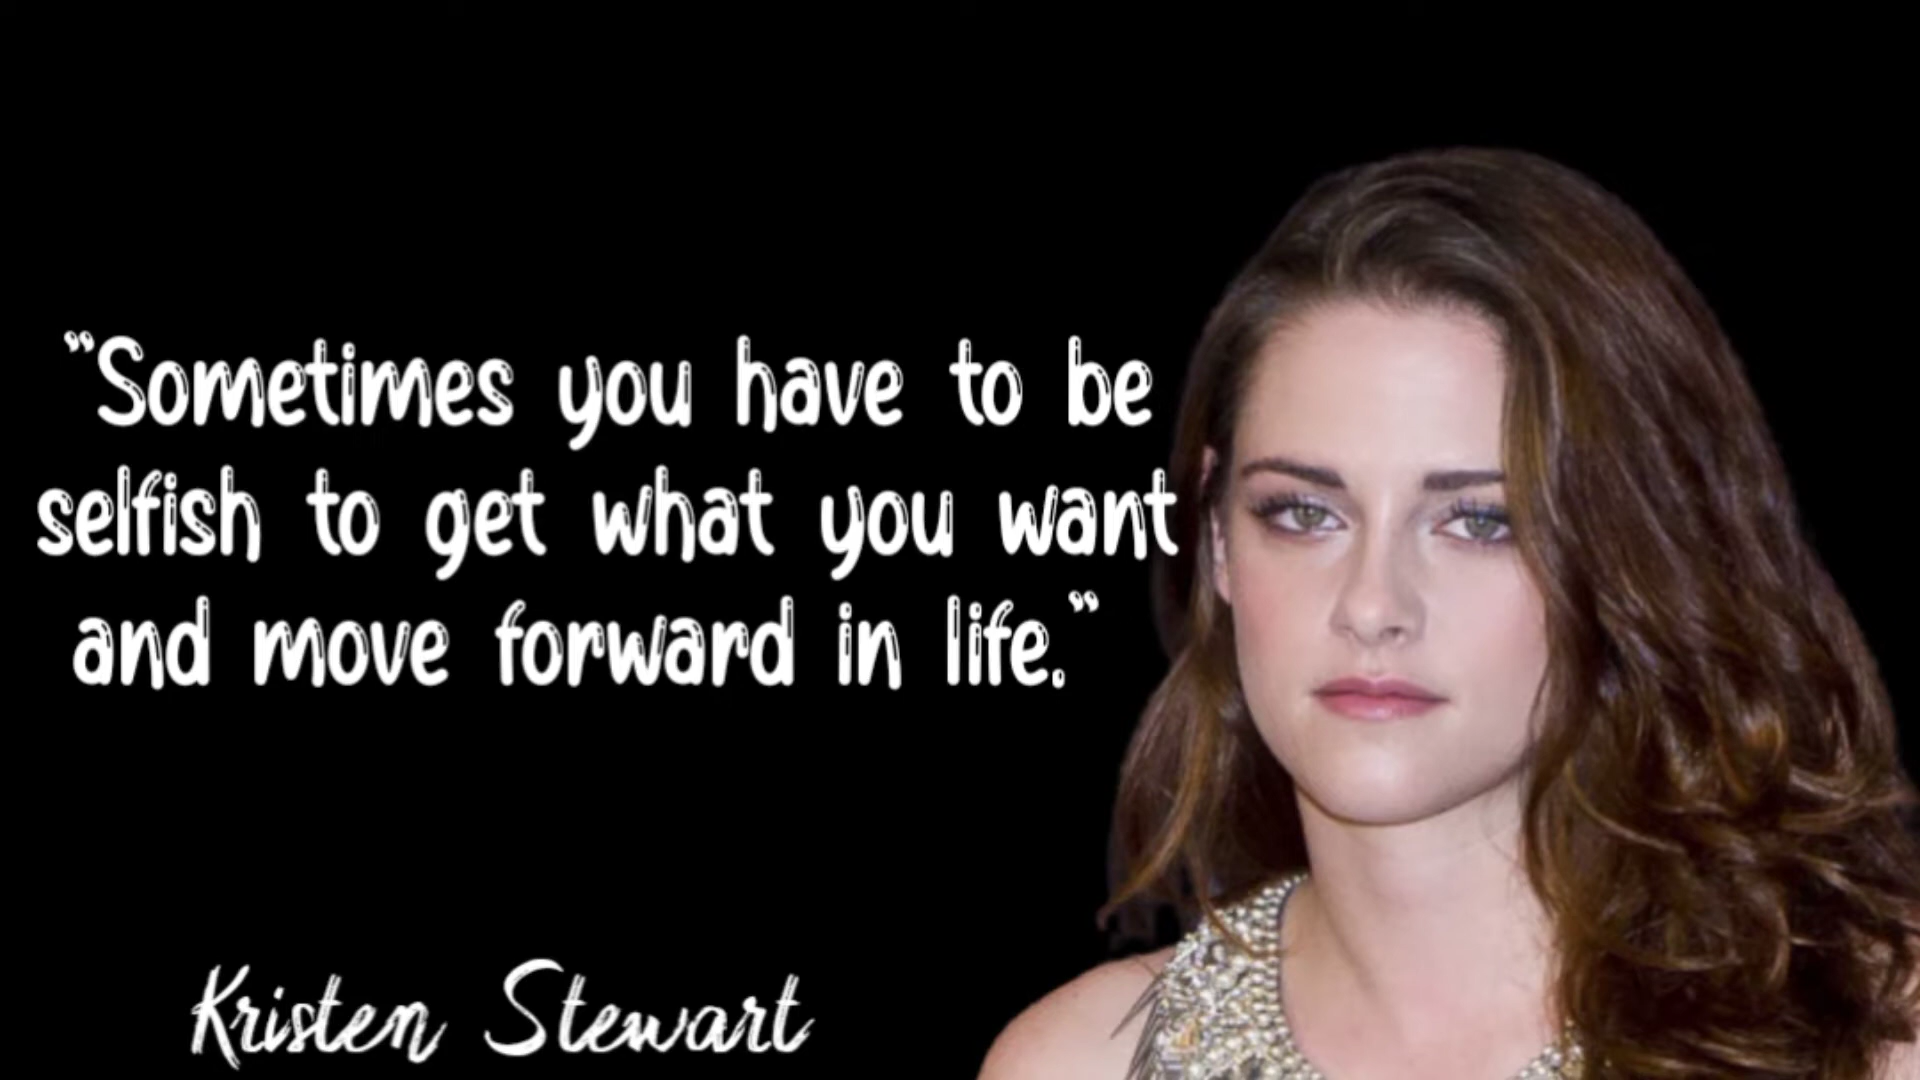 "Sometimes you have to be
selfish to get what you want
and move forward in life."
Kristen Stewart